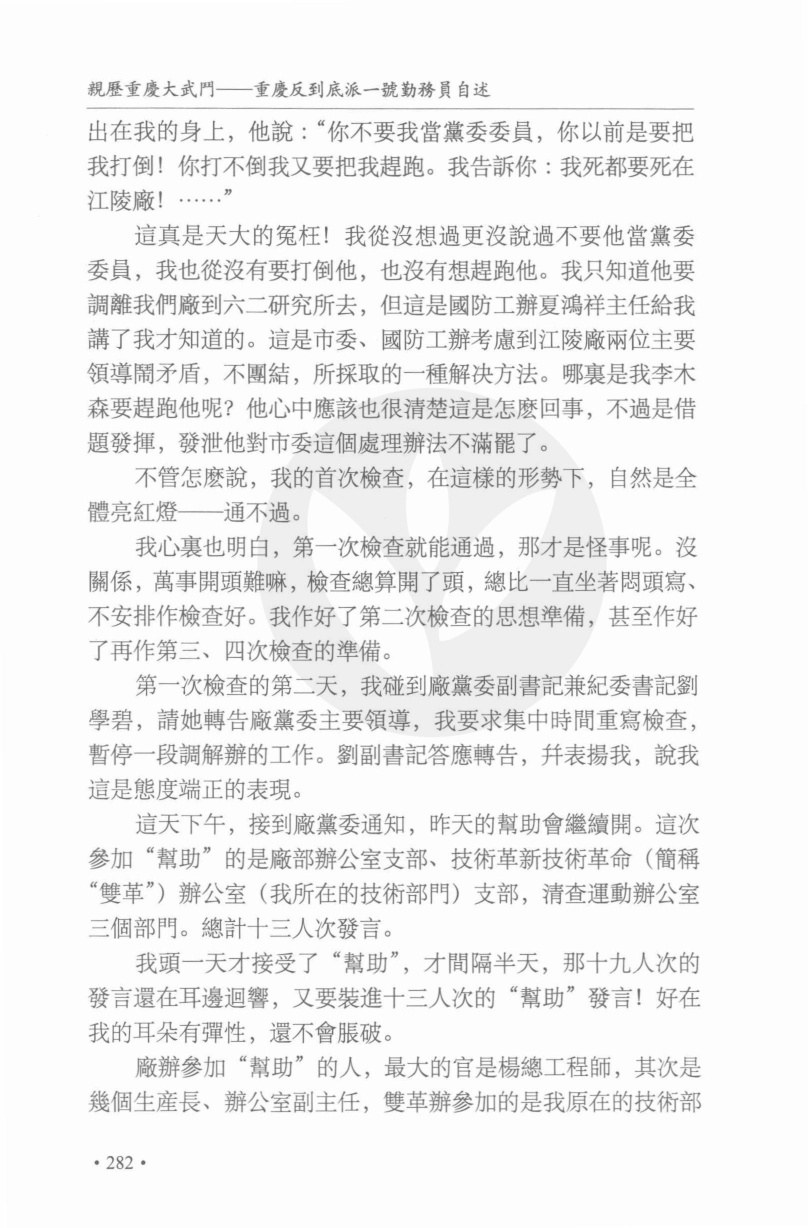 親歷重慶大武鬥——重慶反到底派一號勤務員自述
出在我的身上，他說：“你不要我當黨委委員，你以前是要把
我打倒！你打不倒我又要把我趕跑。我告訴你：我死都要死在
江陵廠！……”
這真是天大的冤枉！我從沒想過更沒說過不要他當黨委
委員，我也從沒有要打倒他，也沒有想趕跑他。我只知道他要
調離我們廠到六二研究所去，但這是國防工辦夏鴻祥主任給我
講了我才知道的。這是市委、國防工辦考慮到江陵廠兩位主要
領導鬧矛盾，不團結，所採取的一種解决方法。哪裏是我李木
森要趕跑他呢？他心中應該也很清楚這是怎麽回事，不過是借
題發揮，發泄他對市委這個處理辦法不滿罷了。
不管怎麽說，我的首次檢查，在這樣的形勢下，自然是全
體亮紅燈——通不過。
我心裏也明白，第一次檢查就能通過，那才是怪事呢。沒
關係，萬事開頭難嘛，檢查總算開了頭，總比一直坐著悶頭寫、
不安排作檢查好。我作好了第二次檢查的思想準備，甚至作好
了再作第三、四次檢查的準備。
第一次檢查的第二天，我碰到廠黨委副書記兼紀委書記劉
學碧，請她轉告廠黨委主要領導，我要求集中時間重寫檢查，
暫停一段調解辦的工作。劉副書記答應轉告，幷表揚我，說我
這是態度端正的表現。
這天下午，接到廠黨委通知，昨天的幫助會繼續開。這次
參加“幫助”的是廠部辦公室支部、技術革新技術革命（簡稱
“雙革”）辦公室（我所在的技術部門）支部，清查運動辦公室
三個部門。總計十三人次發言。
我頭一天才接受了“幫助”，才間隔半天，那十九人次的
發言還在耳邊迴響，又要裝進十三人次的“幫助”發言！好在
我的耳朵有彈性，還不會脹破。
廠辦參加“幫助”的人，最大的官是楊總工程師，其次是
幾個生産長、辦公室副主任，雙革辦參加的是我原在的技術部
• 282 •